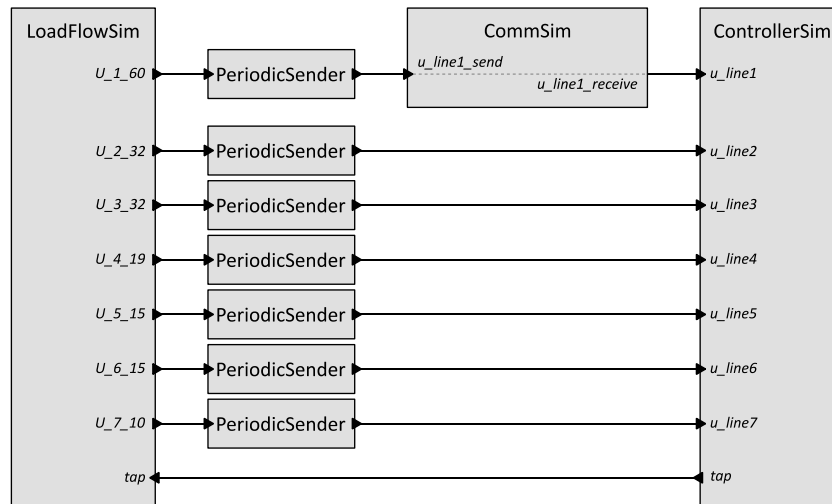 LoadFlowSim
CommSim
ControllerSim
U_1_60
PeriodicSender
u_line1_send
u_line1_receive
u_line1
U_2_32
PeriodicSender
u_line2
U_3_32
PeriodicSender
u_line3
U_4_19
PeriodicSender
u_line4
U_5_15
PeriodicSender
u_line5
U_6_15
PeriodicSender
u_line6
U_7_10
PeriodicSender
u_line7
tap
tap